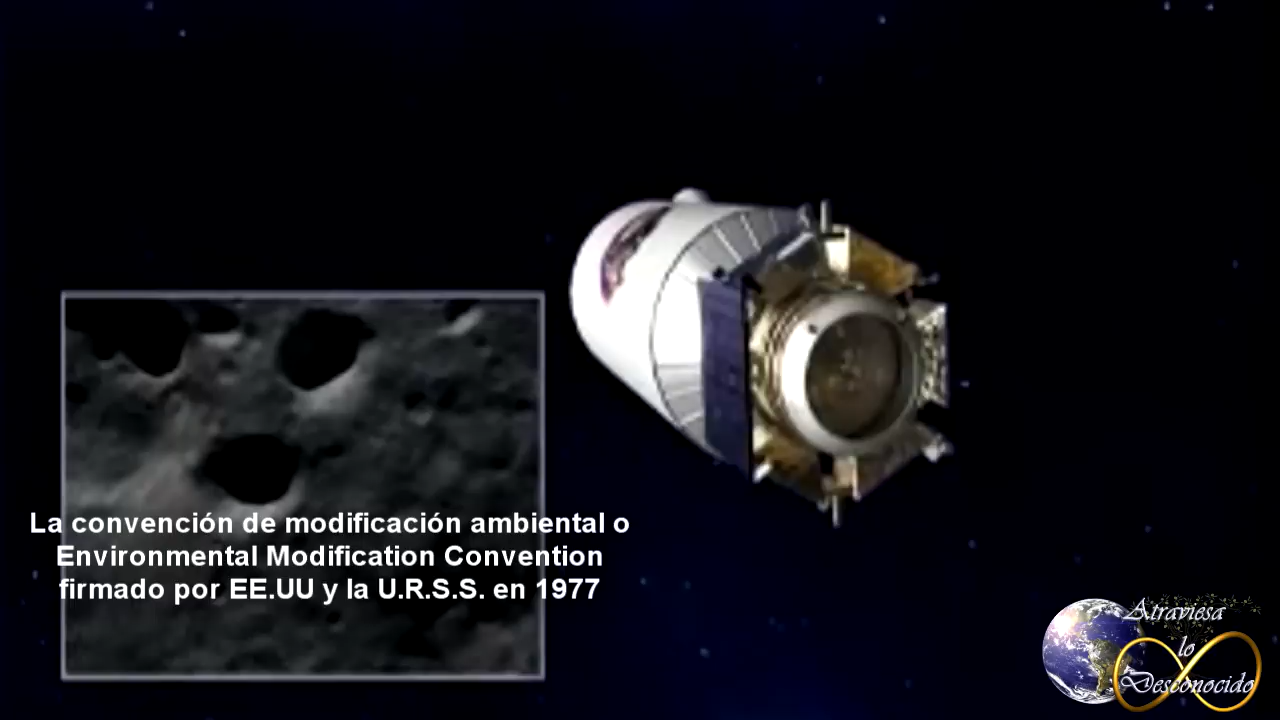 La convención de modificación ambiental o
Environmental Modification Convention
firmado por EE.UU y la U.R.S.S. en 1977
Atraviesa
lo
Desconocido